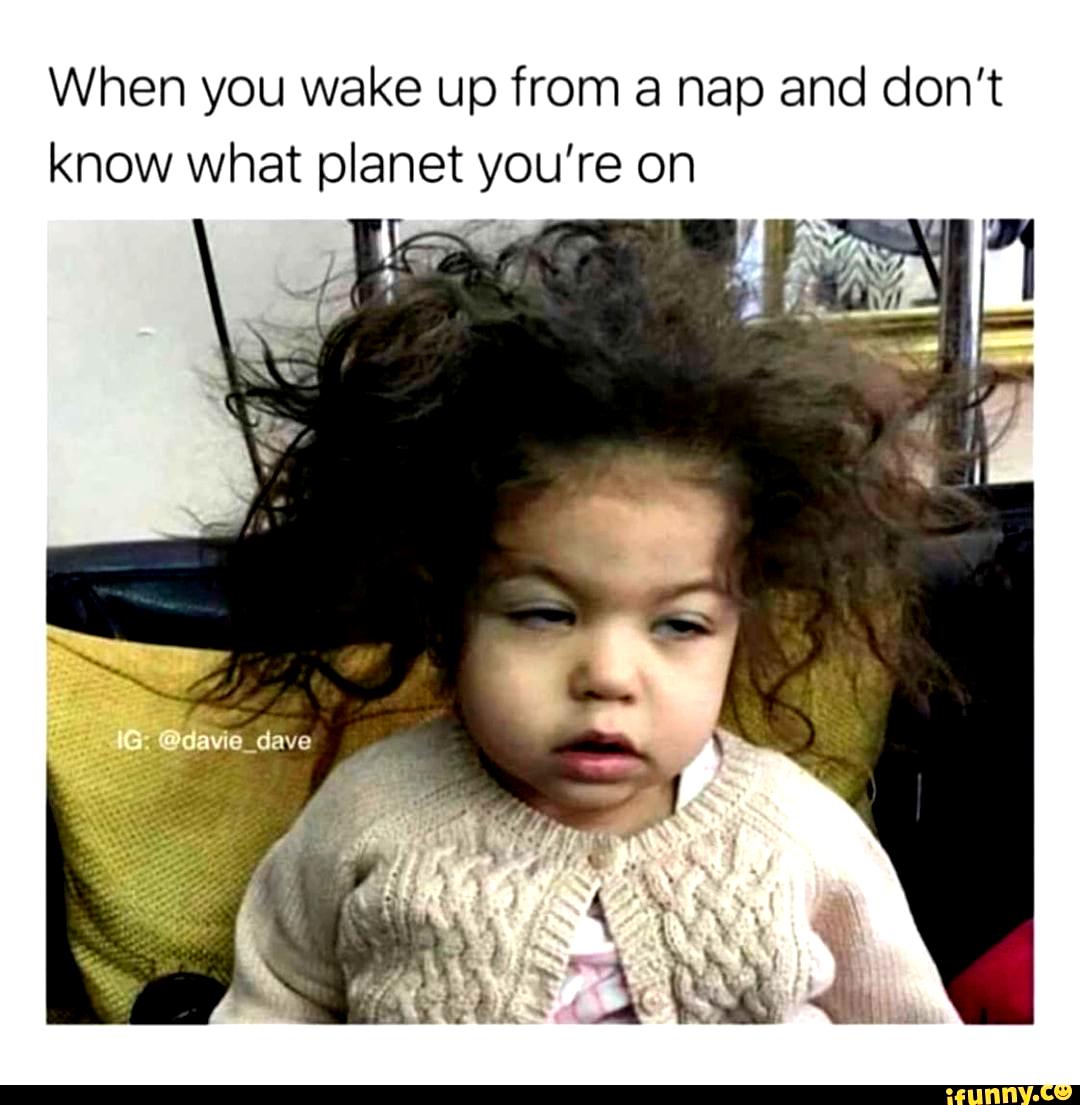 When you wake up from a nap and don't
know what planet you're on
IG: @davie_dave
ifunny.co